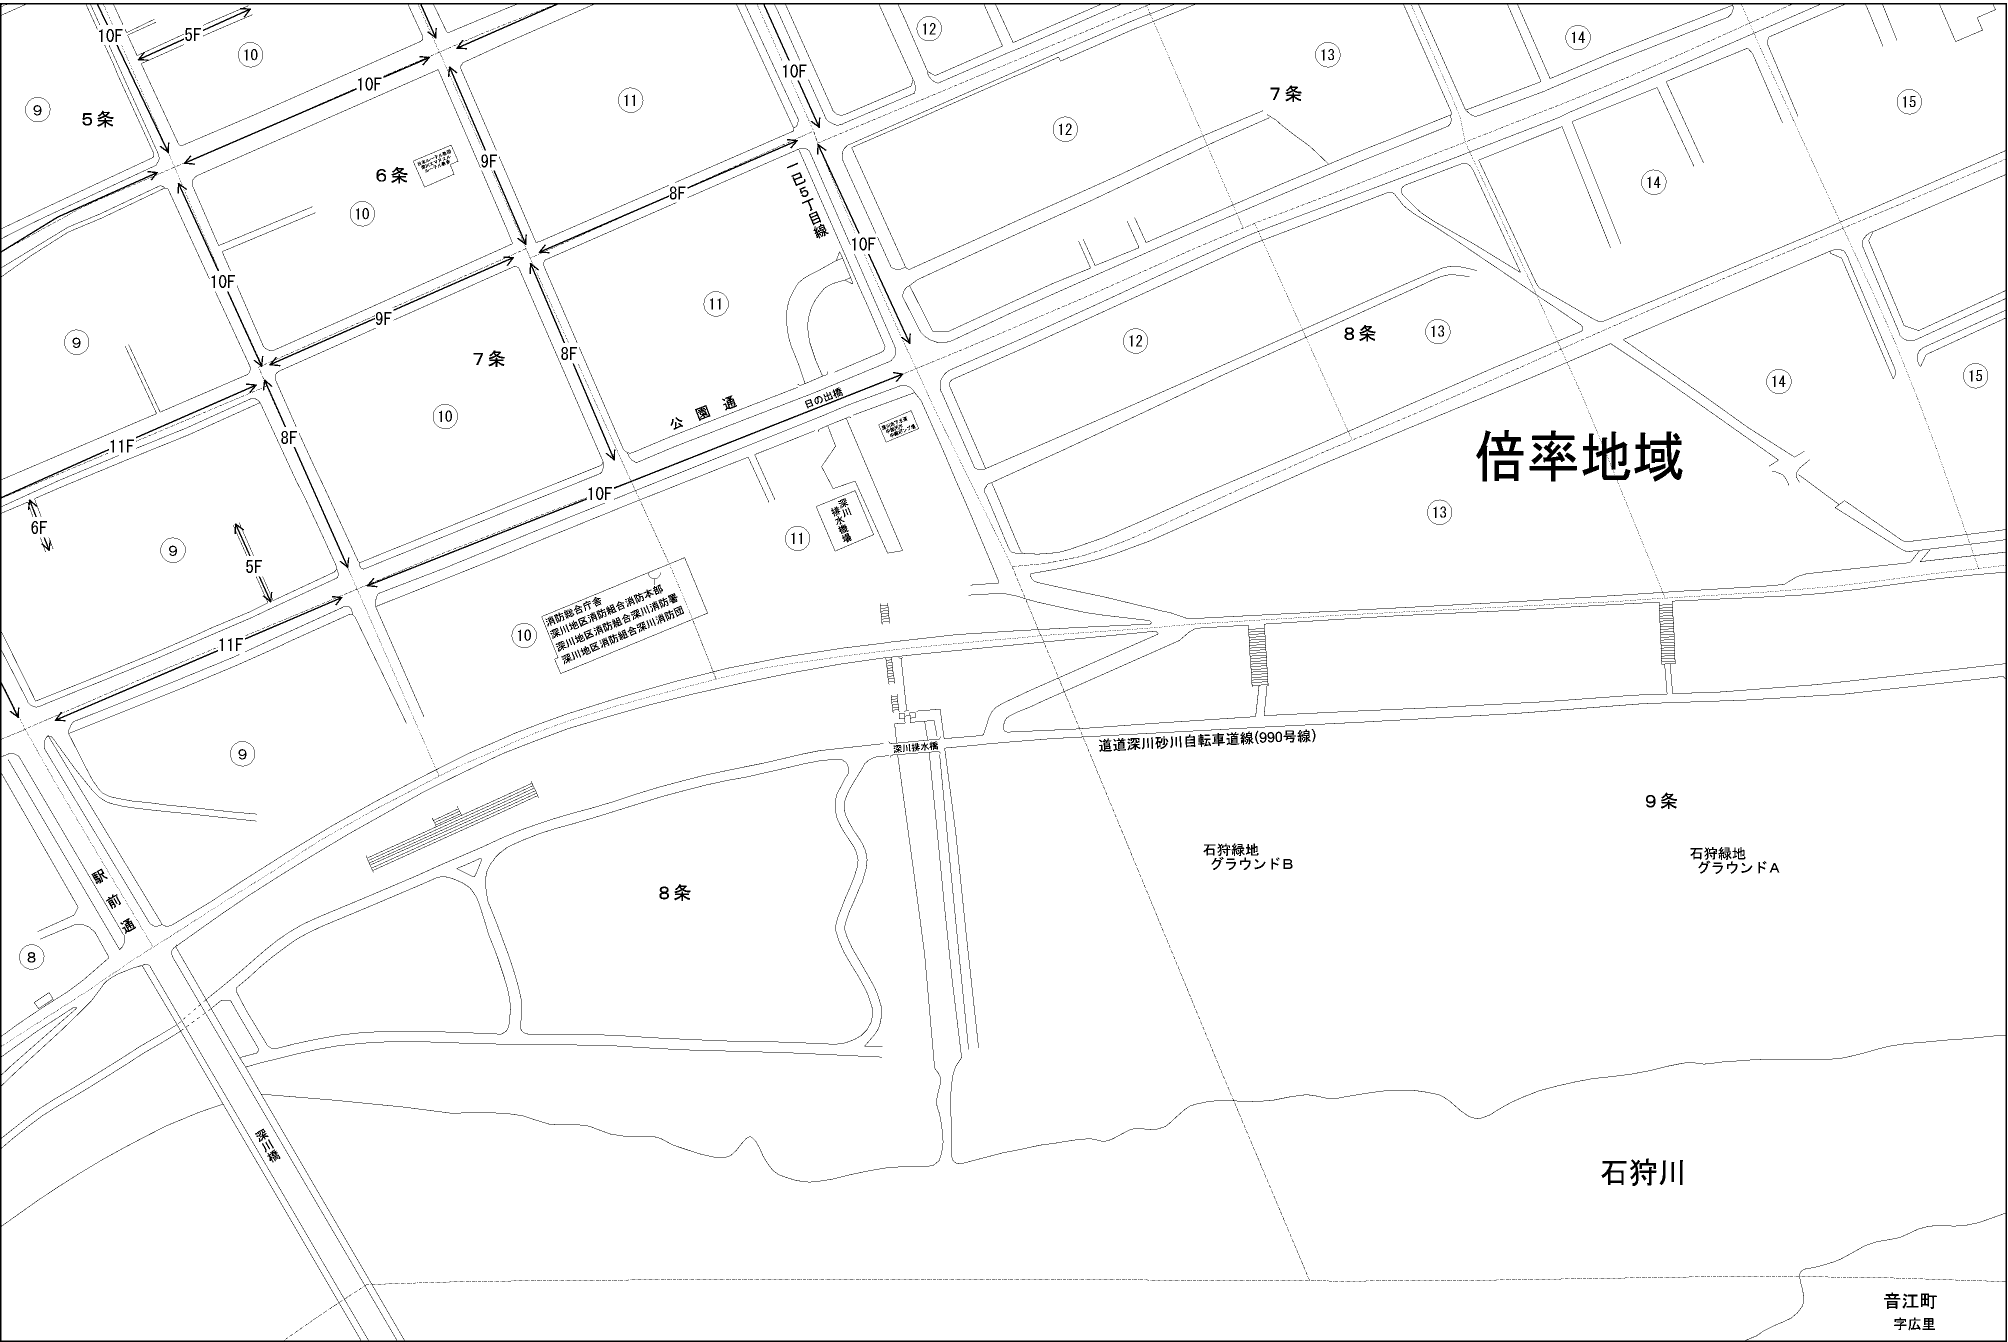 10F
5F
⑩
10F
⑨
5条
⑪
10F
⑫
⑬
⑭
7条
⑮
⑫
6条
9F
⑩
8F
一已5丁目線
⑭
10F
10F
⑪
⑨
9F
7条
8F
⑫
8条
⑬
⑭
⑮
公園通
日の出橋
⑩
8F
11F
倍率地域
10F
深川
排水機場
⑬
6F
⑨
5F
⑪
消防総合庁舎
深川地区消防組合消防本部
深川地区消防組合深川消防署
深川地区消防組合深川消防団
⑩
11F
⑨
深川排水橋
道道深川砂川自転車道線(990号線)
9条
石狩緑地
グラウンドB
石狩緑地
グラウンドA
駅前通
8条
⑧
深川橋
石狩川
音江町
字広里